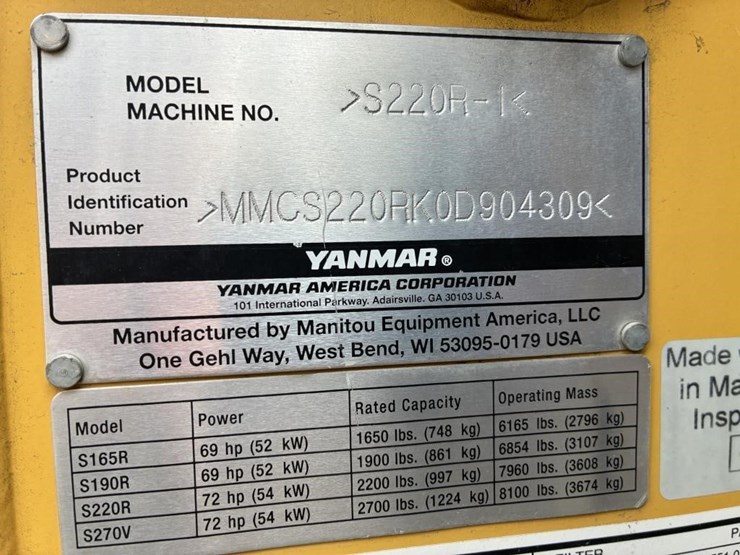 MODEL
MACHINE NO. >S220R-1<
Product
Identification
Number >MMCS220RK0D904309<
YANMAR®
YANMAR AMERICA CORPORATION
101 International Parkway. Adairsville. GA 30103 U.S.A.
Manufactured by Manitou Equipment America, LLC
One Gehl Way, West Bend, WI 53095-0179 USA
Model Power Rated Capacity Operating Mass
S165R 69 hp (52 kW) 1650 lbs. (748 kg) 6165 lbs. (2796 kg)
S190R 69 hp (52 kW) 1900 lbs. (861 kg) 6854 lbs. (3107 kg)
S220R 72 hp (54 kW) 2200 lbs. (997 kg) 7960 lbs. (3608 kg)
S270V 72 hp (54 kW) 2700 lbs. (1224 kg) 8100 lbs. (3674 kg)
Made
in Ma
Insp